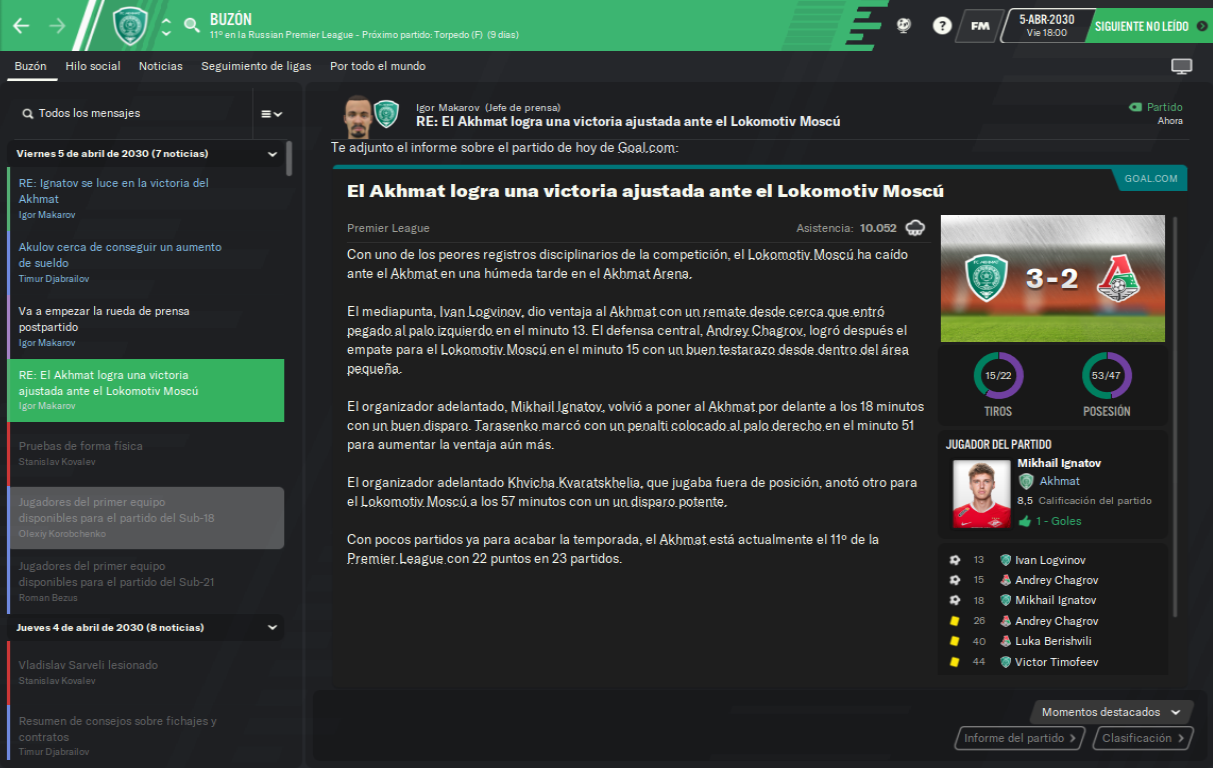 BUZÓN
11º en la Russian Premier League - Próximo partido: Torpedo (F) (9 días)
?
FM
5-ABR-2030
Vie 18:00
SIGUIENTE NO LEÍDO
Buzón
Hilo social
Noticias
Seguimiento de ligas
Por todo el mundo
Todos los mensajes
Viernes 5 de abril de 2030 (7 noticias)
RE: Ignatov se luce en la victoria del
Akhmat
Igor Makarov
Akulov cerca de conseguir un aumento
de sueldo
Timur Djabrailov
Va a empezar la rueda de prensa
postpartido
Igor Makarov
RE: El Akhmat logra una victoria
ajustada ante el Lokomotiv Moscú
Igor Makarov
Pruebas de forma física
Stanislav Kovalev
Jugadores del primer equipo
disponibles para el partido del Sub-18
Olexiy Korobchenko
Jugadores del primer equipo
disponibles para el partido del Sub-21
Roman Bezus
Jueves 4 de abril de 2030 (8 noticias)
Vladislav Sarveli lesionado
Stanislav Kovalev
Resumen de consejos sobre fichajes y
contratos
Timur Djabrailov
Igor Makarov (Jefe de prensa)
RE: El Akhmat logra una victoria ajustada ante el Lokomotiv Moscú
Partido
Ahora
Te adjunto el informe sobre el partido de hoy de Goal.com:
GOAL.COM
El Akhmat logra una victoria ajustada ante el Lokomotiv Moscú
Premier League
Asistencia: 10.052
Con uno de los peores registros disciplinarios de la competición, el Lokomotiv Moscú ha caído
ante el Akhmat en una húmeda tarde en el Akhmat Arena.
El mediapunta, Ivan Logvinov, dio ventaja al Akhmat con un remate desde cerca que entró
pegado al palo izquierdo en el minuto 13. El defensa central, Andrey Chagrov, logró después el
empate para el Lokomotiv Moscú en el minuto 15 con un buen testarazo desde dentro del área
pequeña.
El organizador adelantado, Mikhail Ignatov, volvió a poner al Akhmat por delante a los 18 minutos
con un buen disparo. Tarasenko marcó con un penalti colocado al palo derecho en el minuto 51
para aumentar la ventaja aún más.
El organizador adelantado Khvicha Kvaratskhelia, que jugaba fuera de posición, anotó otro para
el Lokomotiv Moscú a los 57 minutos con un un disparo potente.
Con pocos partidos ya para acabar la temporada, el Akhmat está actualmente el 11º de la
Premier League con 22 puntos en 23 partidos.
3-2
15/22
TIROS
53/47
POSESIÓN
JUGADOR DEL PARTIDO
Mikhail Ignatov
Akhmat
8,5 Calificación del partido
1 - Goles
13 Ivan Logvinov
15 Andrey Chagrov
18 Mikhail Ignatov
26 Andrey Chagrov
40 Luka Berishvili
44 Victor Timofeev
Momentos destacados
Informe del partido
Clasificación